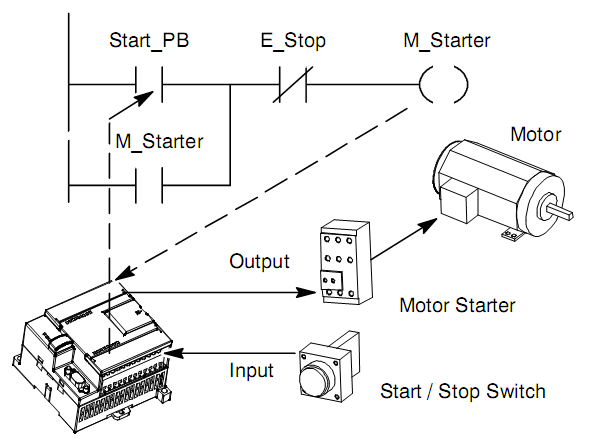 Start_PB
E_Stop
M_Starter
M_Starter
Motor
Output
Motor Starter
Input
Start / Stop Switch